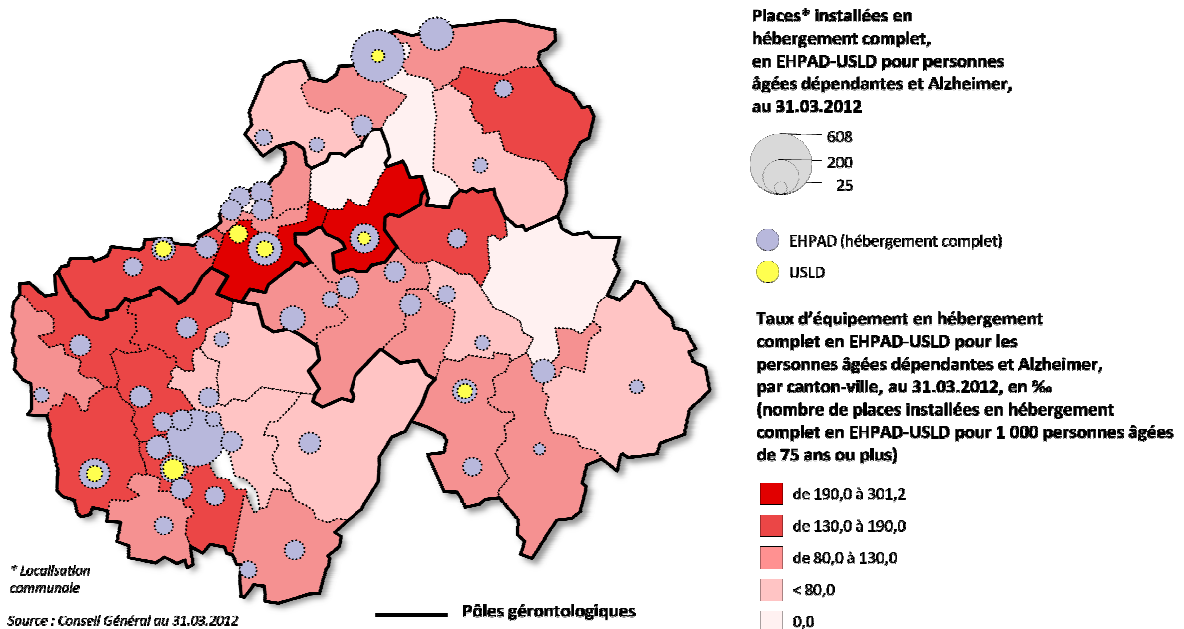 Places* installées en
hébergement complet,
en EHPAD-USLD pour personnes
âgées dépendantes et Alzheimer,
au 31.03.2012
608
200
25
EHPAD (hébergement complet)
USLD
Taux d’équipement en hébergement
complet en EHPAD-USLD pour les
personnes âgées dépendantes et Alzheimer,
par canton-ville, au 31.03.2012, en ‰
(nombre de places installées en hébergement
complet en EHPAD-USLD pour 1 000 personnes âgées
de 75 ans ou plus)
de 190,0 à 301,2
de 130,0 à 190,0
de 80,0 à 130,0
< 80,0
0,0
* Localisation
communale
Source : Conseil Général au 31.03.2012
Pôles gérontologiques